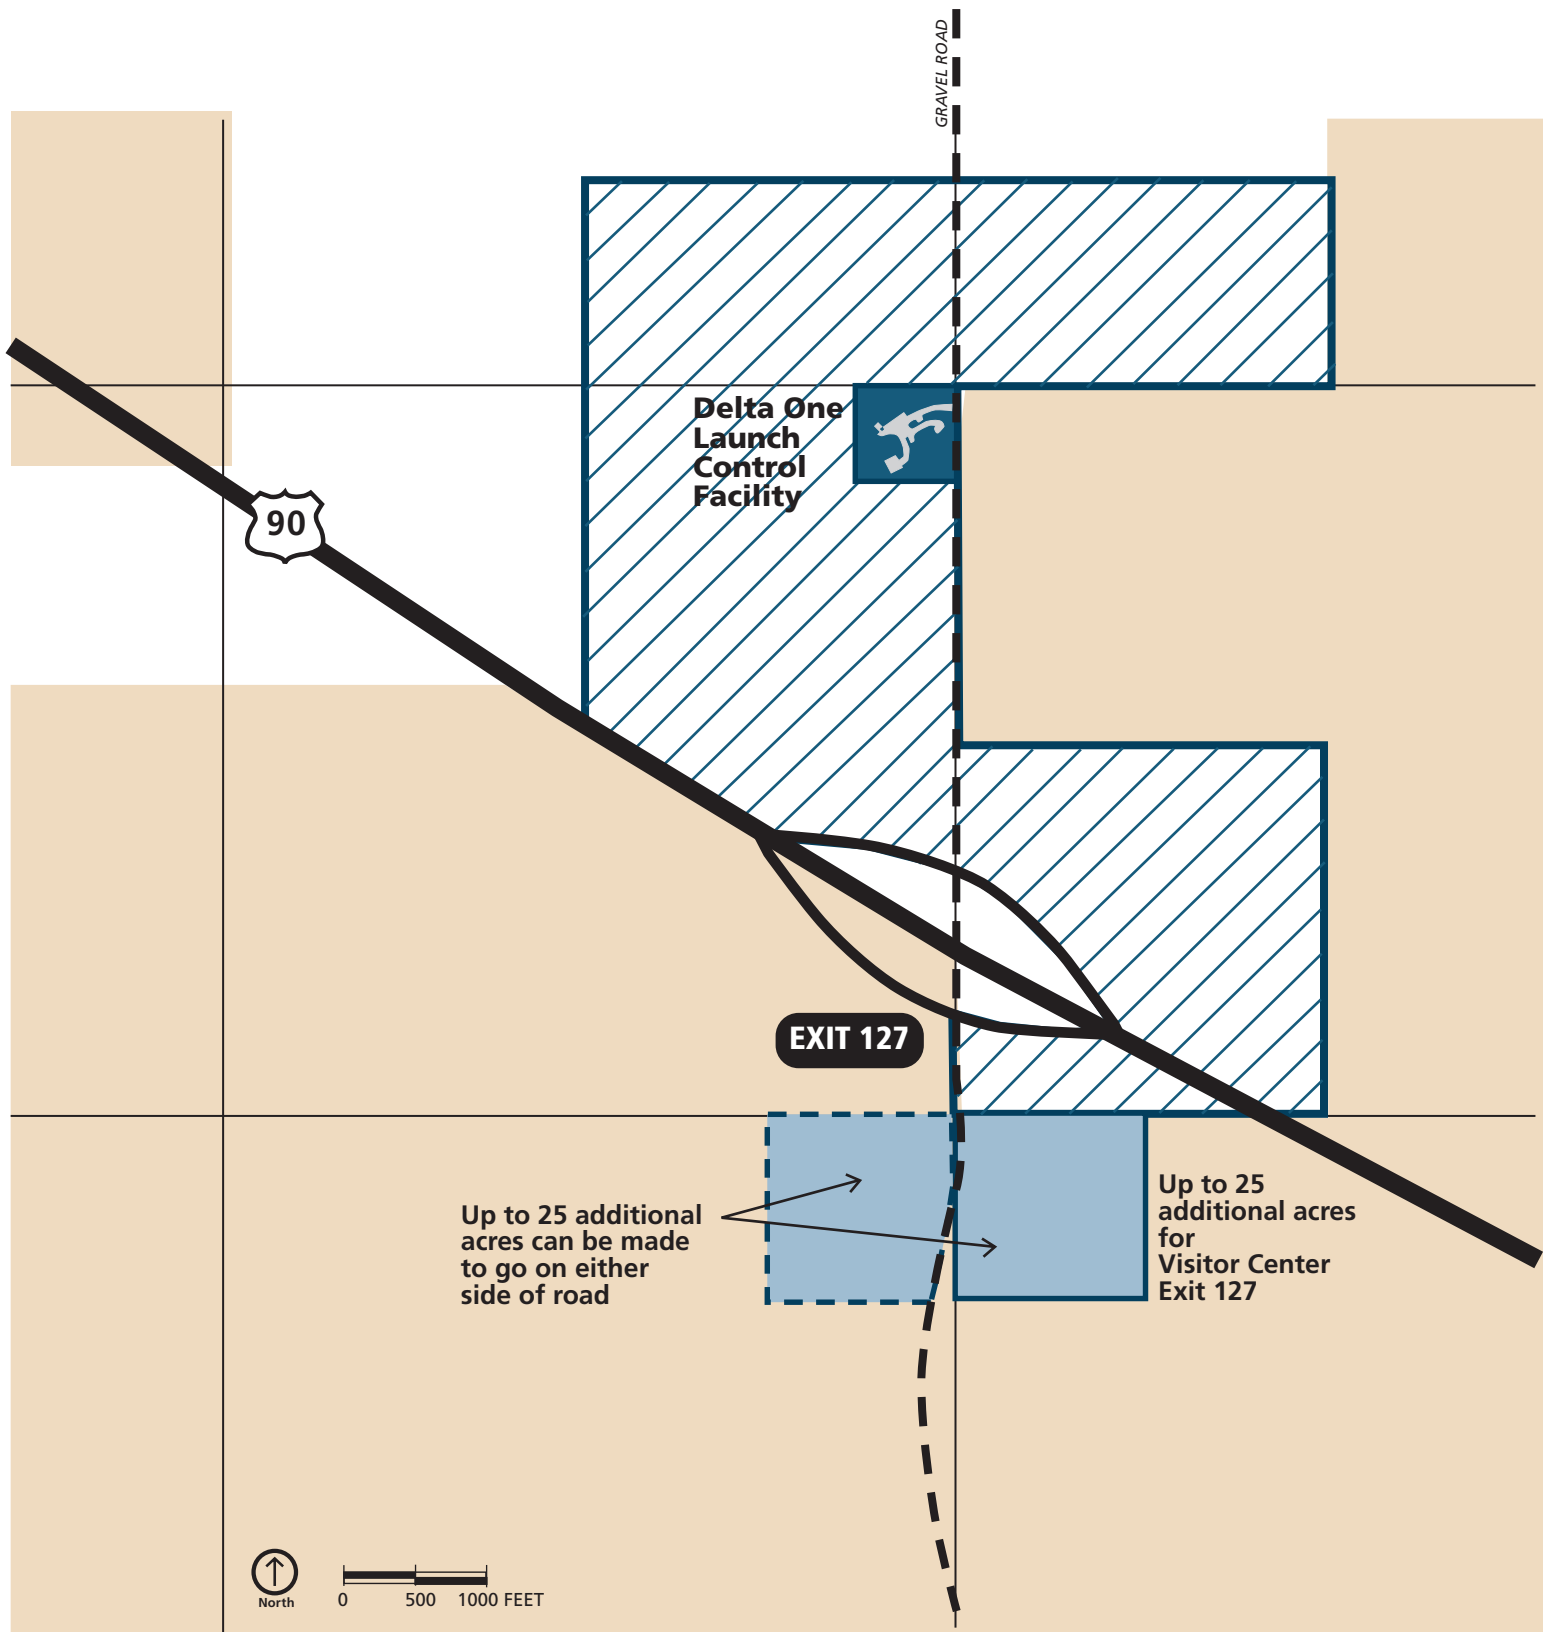 GRAVEL ROAD
Delta One
Launch
Control
Facility
90
EXIT 127
Up to 25 additional
acres can be made
to go on either
side of road
Up to 25
additional acres
for
Visitor Center
Exit 127
North
0 500 1000 FEET